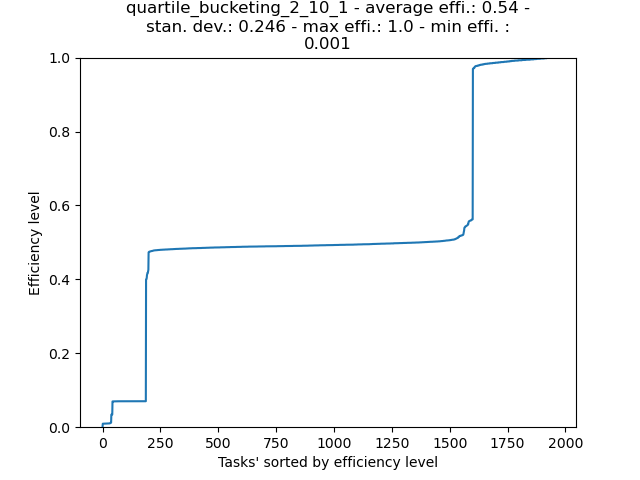 quartile_bucketing_2_10_1 - average effi.: 0.54 -
stan. dev.: 0.246 - max effi.: 1.0 - min effi. :
0.001
1.0
0.8
0.6
0.4
0.2
0.0
Efficiency level
0 250 500 750 1000 1250 1500 1750 2000
Tasks' sorted by efficiency level